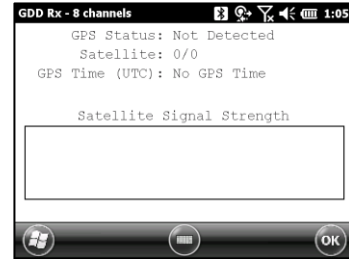 GDD Rx - 8 channels 1:05
GPS Status: Not Detected
Satellite: 0/0
GPS Time (UTC): No GPS Time
Satellite Signal Strength
OK